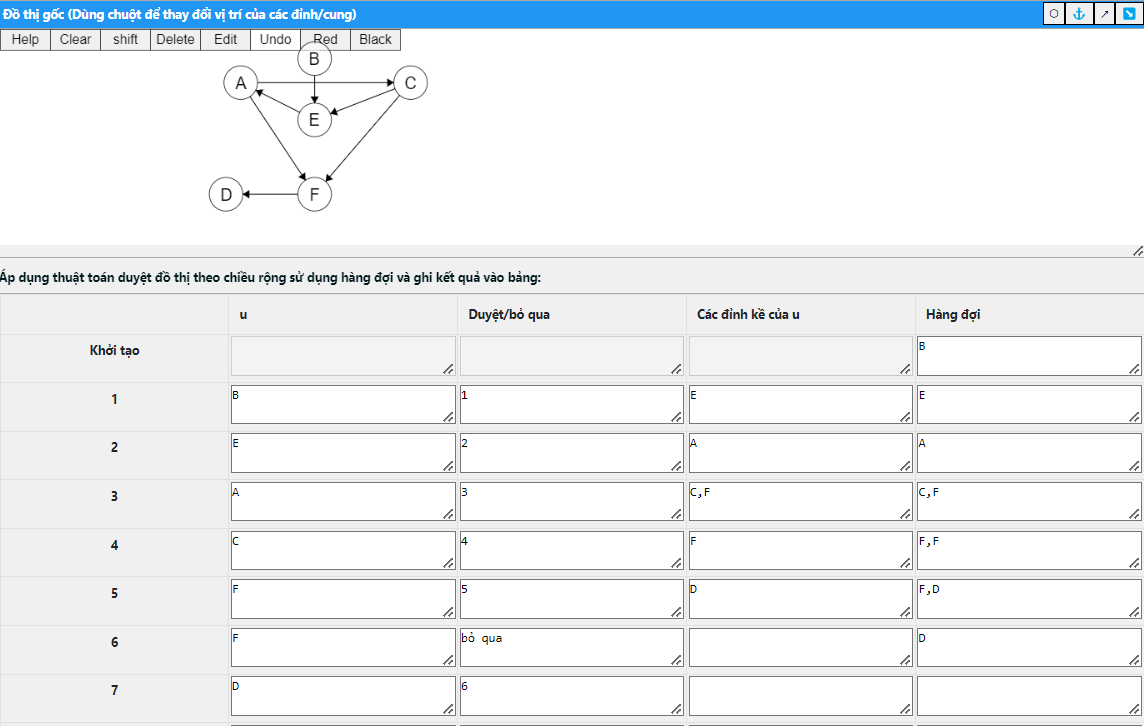 Đồ thị gốc (Dùng chuột để thay đổi vị trí của các đỉnh/cung)
Help Clear shift Delete Edit Undo Red Black
B
A C
E
D F
Áp dụng thuật toán duyệt đồ thị theo chiều rộng sử dụng hàng đợi và ghi kết quả vào bảng:
u Duyệt/bỏ qua Các đỉnh kề của u Hàng đợi
Khởi tạo B
1 B 1 E E
2 E 2 A A
3 A 3 C,F C,F
4 C 4 F F,F
5 F 5 D F,D
6 F bỏ qua D
7 D 6